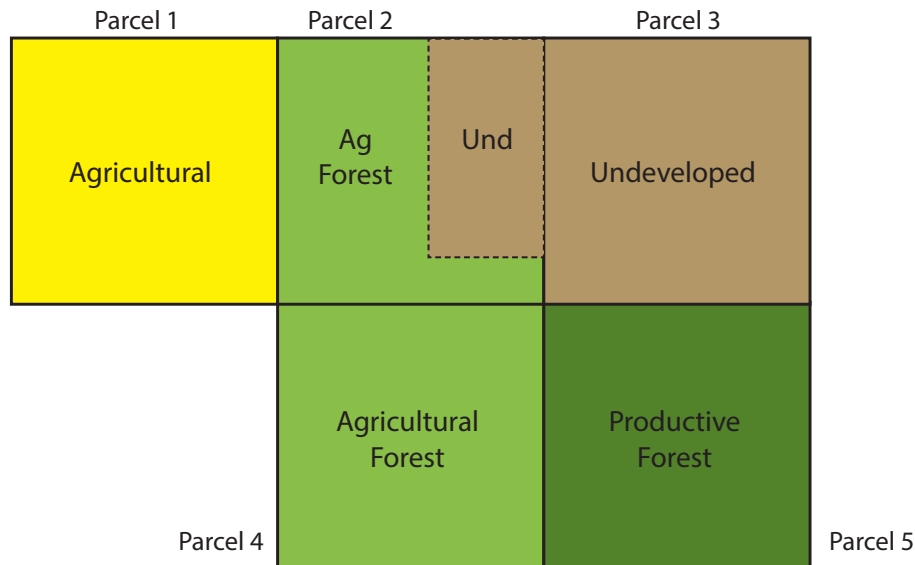 Parcel 1
Parcel 2
Parcel 3
Agricultural
Ag
Forest
Und
Undeveloped
Agricultural
Forest
Productive
Forest
Parcel 4
Parcel 5